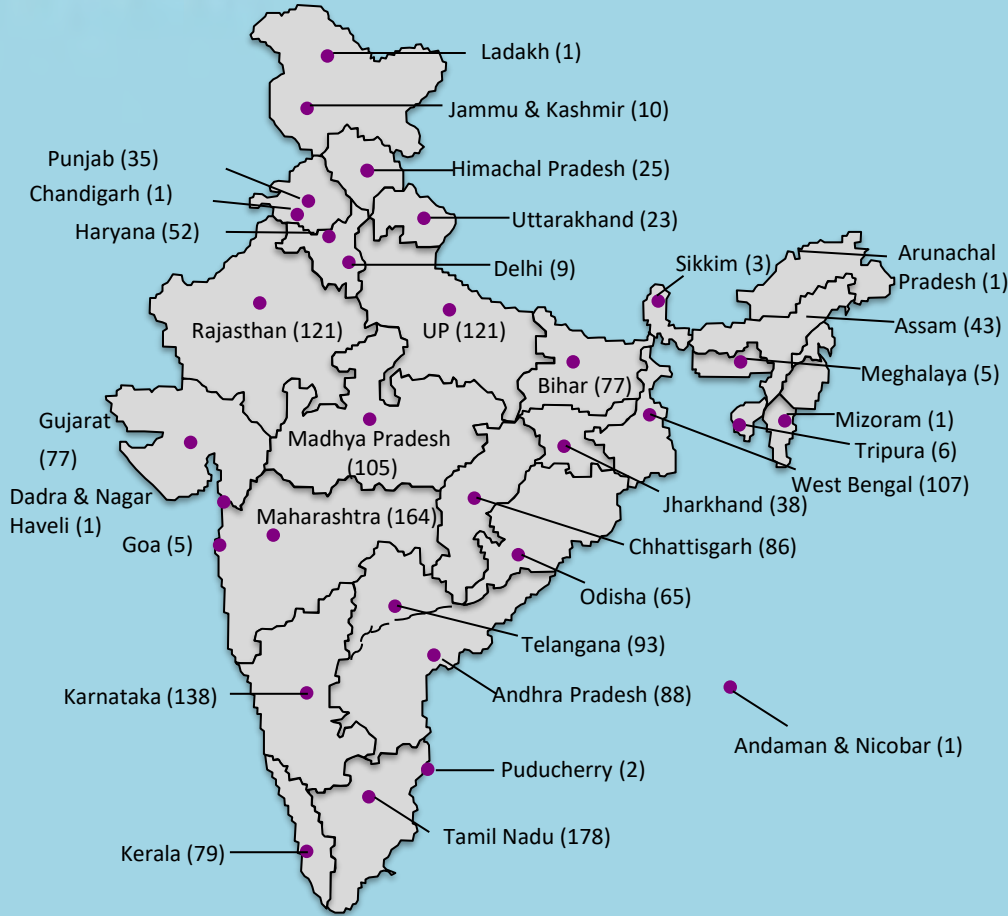 Ladakh (1)
Jammu & Kashmir (10)
Punjab (35)
Himachal Pradesh (25)
Chandigarh (1)
Uttarakhand (23)
Haryana (52)
Delhi (9)
Sikkim (3)
Arunachal
Pradesh (1)
Rajasthan (121)
UP (121)
Assam (43)
Bihar (77)
Meghalaya (5)
Gujarat
(77)
Madhya Pradesh
(105)
Mizoram (1)
Tripura (6)
West Bengal (107)
Jharkhand (38)
Dadra & Nagar
Haveli (1)
Maharashtra (164)
Goa (5)
Chhattisgarh (86)
Odisha (65)
Telangana (93)
Karnataka (138)
Andhra Pradesh (88)
Andaman & Nicobar (1)
Puducherry (2)
Tamil Nadu (178)
Kerala (79)